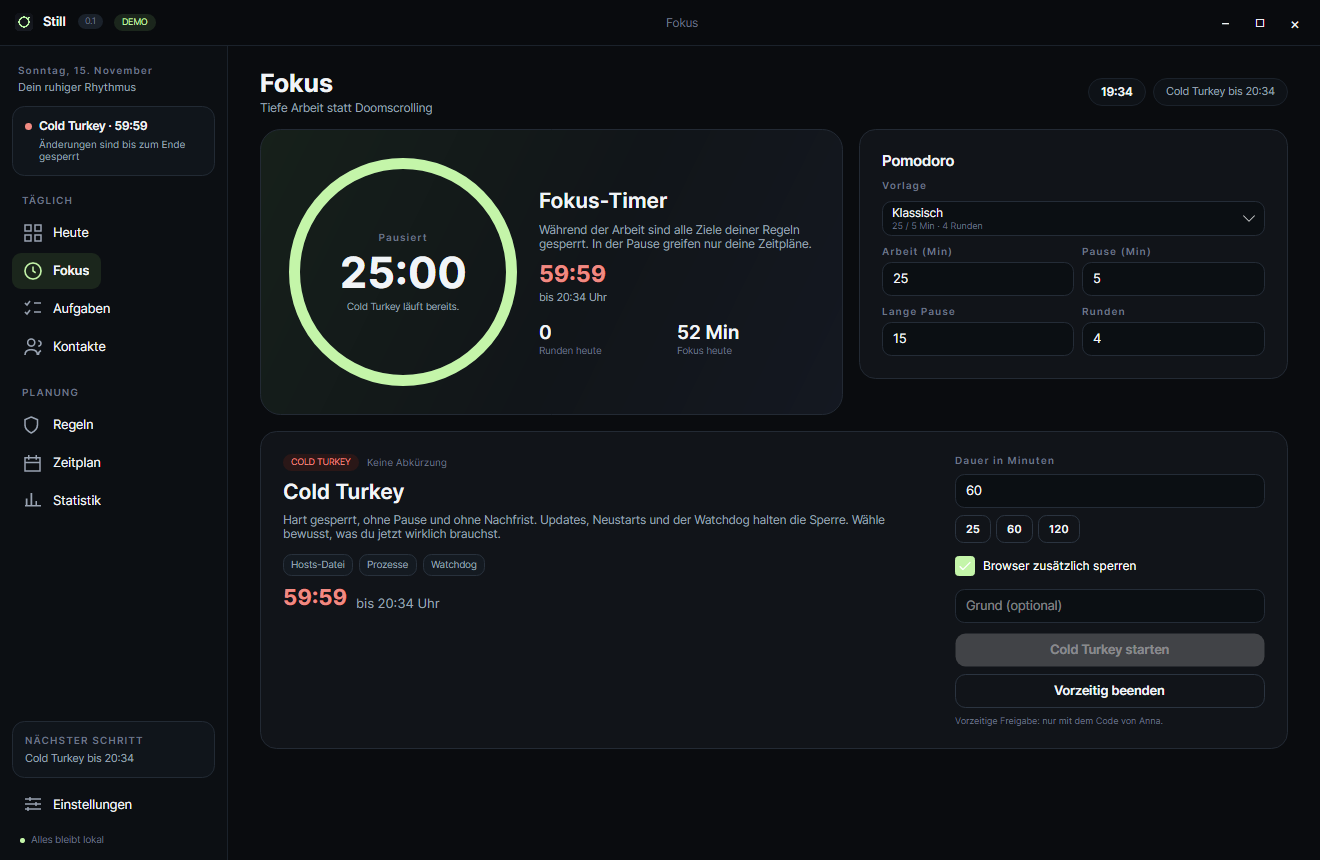 Still
0.1
DEMO
Fokus
Sonntag, 15. November
Dein ruhiger Rhythmus
Cold Turkey · 59:59
Änderungen sind bis zum Ende
gesperrt
TÄGLICH
Heute
Fokus
Aufgaben
Kontakte
PLANUNG
Regeln
Zeitplan
Statistik
NÄCHSTER SCHRITT
Cold Turkey bis 20:34
Einstellungen
Alles bleibt lokal
Fokus
Tiefe Arbeit statt Doomscrolling
19:34
Cold Turkey bis 20:34
Pausiert
25:00
Cold Turkey läuft bereits.
Fokus-Timer
Während der Arbeit sind alle Ziele deiner Regeln
gesperrt. In der Pause greifen nur deine Zeitpläne.
59:59
bis 20:34 Uhr
0
Runden heute
52 Min
Fokus heute
Pomodoro
Vorlage
Klassisch
25 / 5 Min · 4 Runden
Arbeit (Min)
Pause (Min)
25
5
Lange Pause
Runden
15
4
COLD TURKEY
Keine Abkürzung
Cold Turkey
Hart gesperrt, ohne Pause und ohne Nachfrist. Updates, Neustarts und der Watchdog halten die Sperre. Wähle
bewusst, was du jetzt wirklich brauchst.
Hosts-Datei
Prozesse
Watchdog
59:59
bis 20:34 Uhr
Dauer in Minuten
60
25
60
120
Browser zusätzlich sperren
Grund (optional)
Cold Turkey starten
Vorzeitig beenden
Vorzeitige Freigabe: nur mit dem Code von Anna.